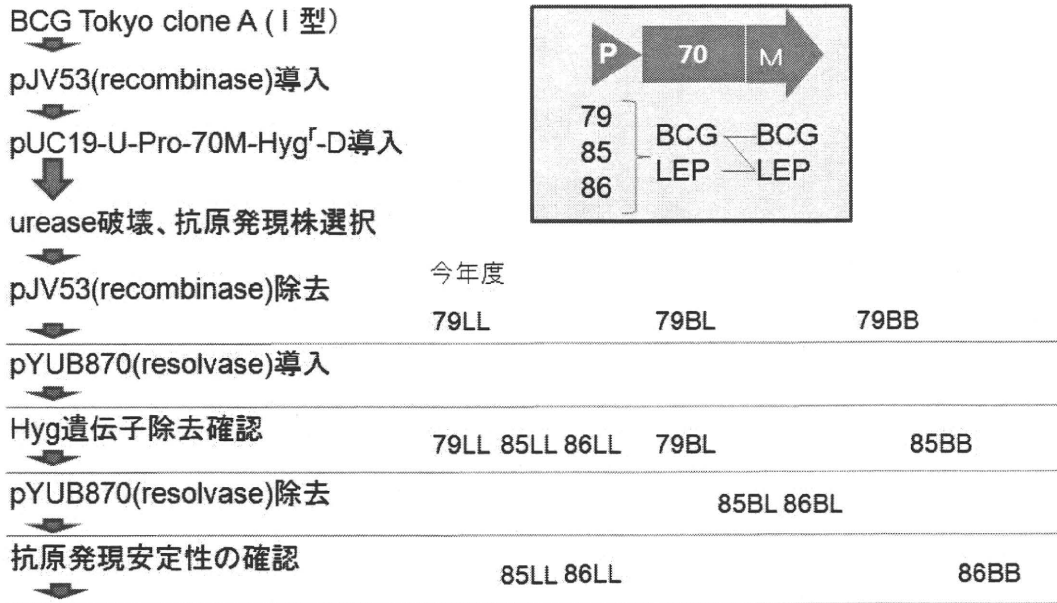 BCG Tokyo clone A (Ⅰ型)
pJV53(recombinase)導入
pUC19-U-Pro-70M-Hygʳ-D導入
urease破壊、抗原発現株選択
pJV53(recombinase)除去
pYUB870(resolvase)導入
Hyg遺伝子除去確認
pYUB870(resolvase)除去
抗原発現安定性の確認
P 70 M
79
85
86
BCG BCG
LEP LEP
今年度
79LL 79BL 79BB
79LL 85LL 86LL 79BL 85BB
85BL 86BL
85LL 86LL 86BB